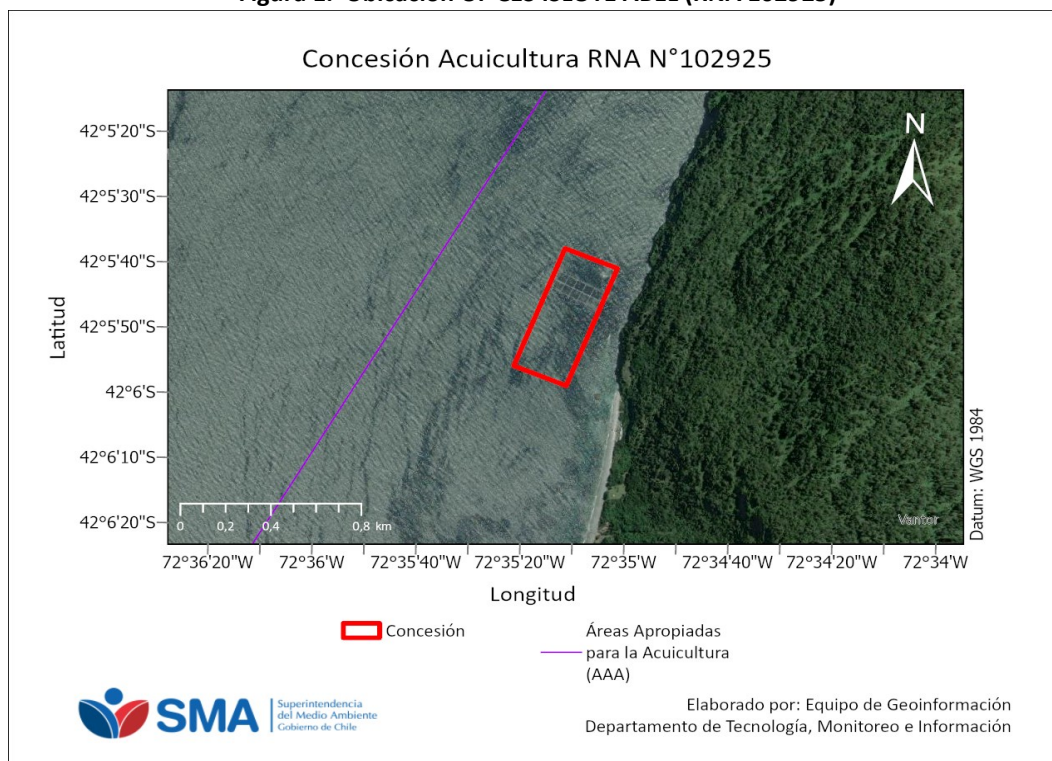 Concesión Acuicultura RNA N°102925
N
42°5'20"S
42°5'30"S
42°5'40"S
42°5'50"S
42°6'S
42°6'10"S
42°6'20"S
Latitud
0 0,2 0,4 0,8 km
Vantor
Datum: WGS 1984
72°36'20"W 72°36'W 72°35'40"W 72°35'20"W 72°35'W 72°34'40"W 72°34'20"W 72°34'W
Longitud
Concesión
Áreas Apropiadas
para la Acuicultura
(AAA)
SMA
Superintendencia
del Medio Ambiente
Gobierno de Chile
Elaborado por: Equipo de Geoinformación
Departamento de Tecnología, Monitoreo e Información